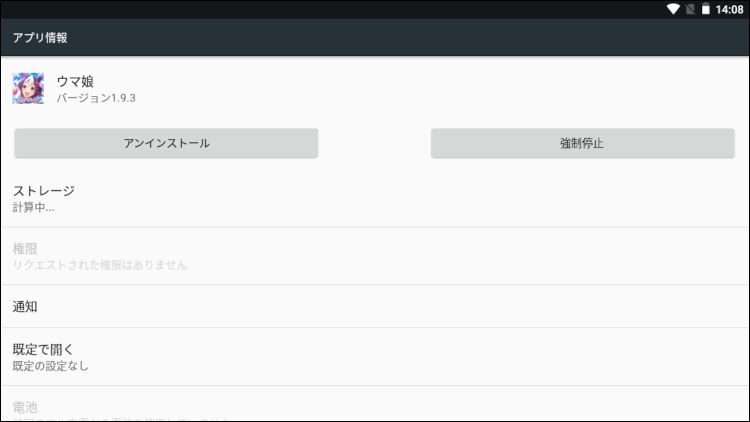 14:08
アプリ情報
ウマ娘
バージョン1.9.3
アンインストール 強制停止
ストレージ
計算中...
権限
リクエストされた権限はありません
通知
既定で開く
既定の設定なし
電池